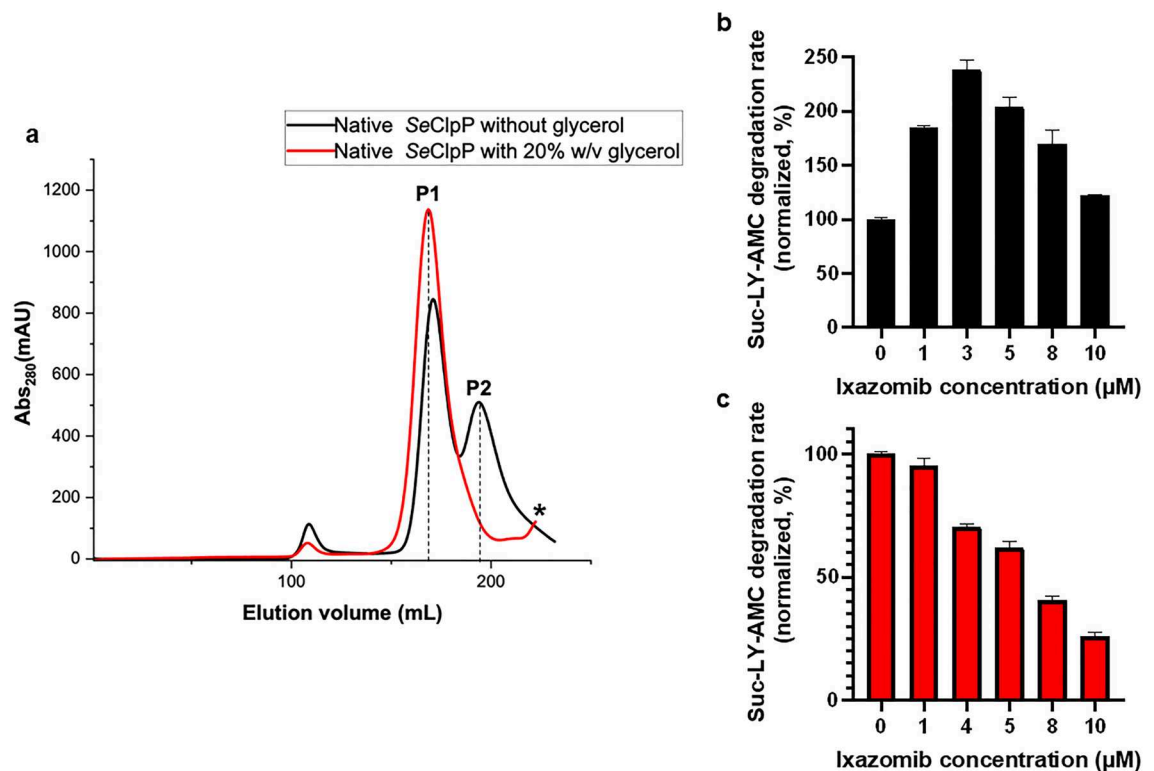 a
Native SeClpP without glycerol
Native SeClpP with 20% w/v glycerol
P1
P2
*
1200
1000
800
600
400
200
0
100
200
Abs280(mAU)
Elution volume (mL)
b
Suc-LY-AMC degradation rate
(normalized, %)
250
200
150
100
50
0
0 1 3 5 8 10
Ixazomib concentration (µM)
c
Suc-LY-AMC degradation rate
(normalized, %)
100
50
0
0 1 4 5 8 10
Ixazomib concentration (µM)